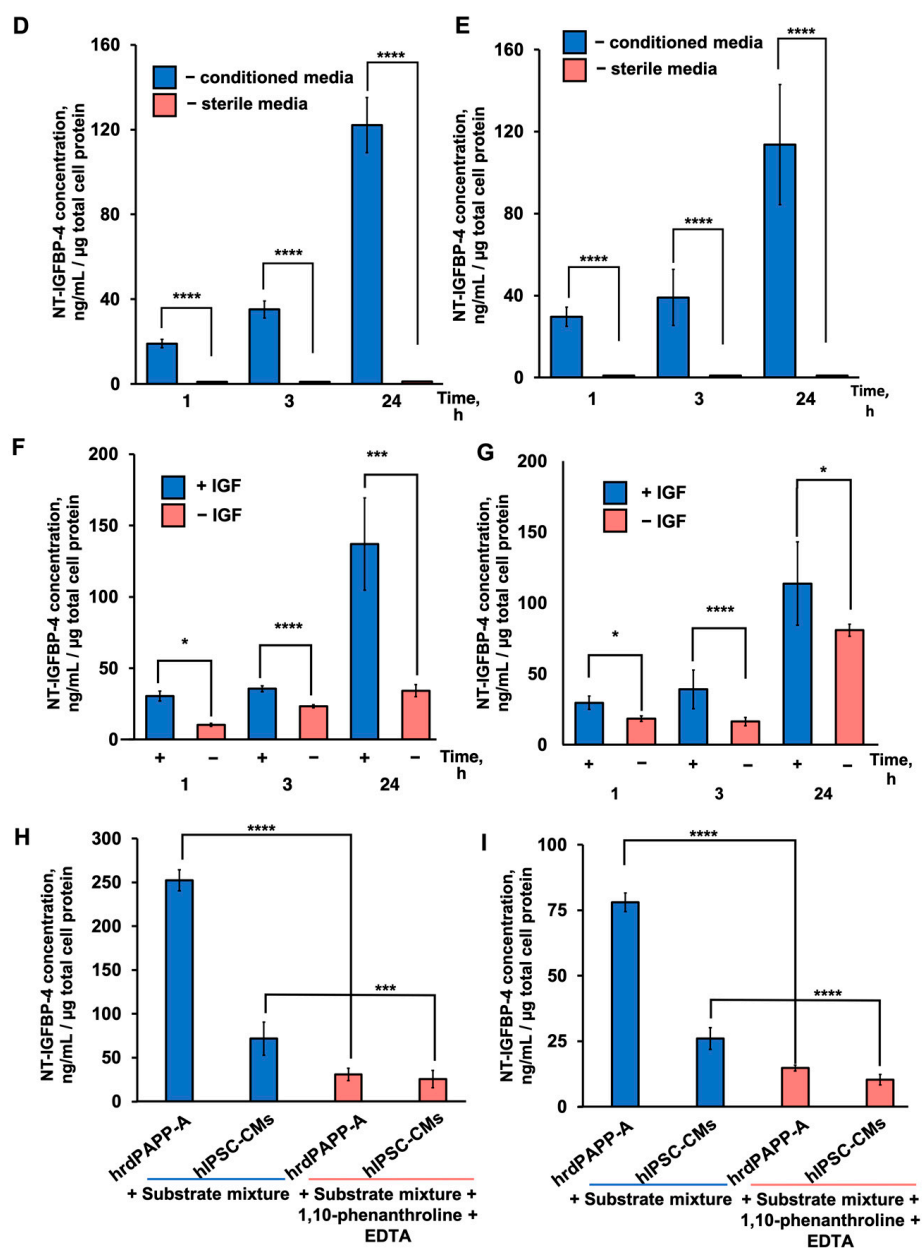 D
NT-IGFBP-4 concentration,
ng/mL / µg total cell protein
160
120
80
40
0
– conditioned media
– sterile media
****
****
****
1
3
24
Time,
h
E
NT-IGFBP-4 concentration,
ng/mL / µg total cell protein
160
120
80
40
0
– conditioned media
– sterile media
****
****
****
1
3
24
Time,
h
F
NT-IGFBP-4 concentration,
ng/mL / µg total cell protein
200
150
100
50
0
+ IGF
– IGF
*
****
***
+ – + – + –
1
3
24
Time,
h
G
NT-IGFBP-4 concentration,
ng/mL / µg total cell protein
200
150
100
50
0
+ IGF
– IGF
*
****
*
+ – + – + –
1
3
24
Time,
h
H
NT-IGFBP-4 concentration,
ng/mL / µg total cell protein
300
250
200
150
100
50
0
****
***
hrdPAPP-A
hIPSC-CMs
hrdPAPP-A
hIPSC-CMs
+ Substrate mixture
+ Substrate mixture +
1,10-phenanthroline +
EDTA
I
NT-IGFBP-4 concentration,
ng/mL / µg total cell protein
100
75
50
25
0
****
****
hrdPAPP-A
hIPSC-CMs
hrdPAPP-A
hIPSC-CMs
+ Substrate mixture
+ Substrate mixture +
1,10-phenanthroline +
EDTA